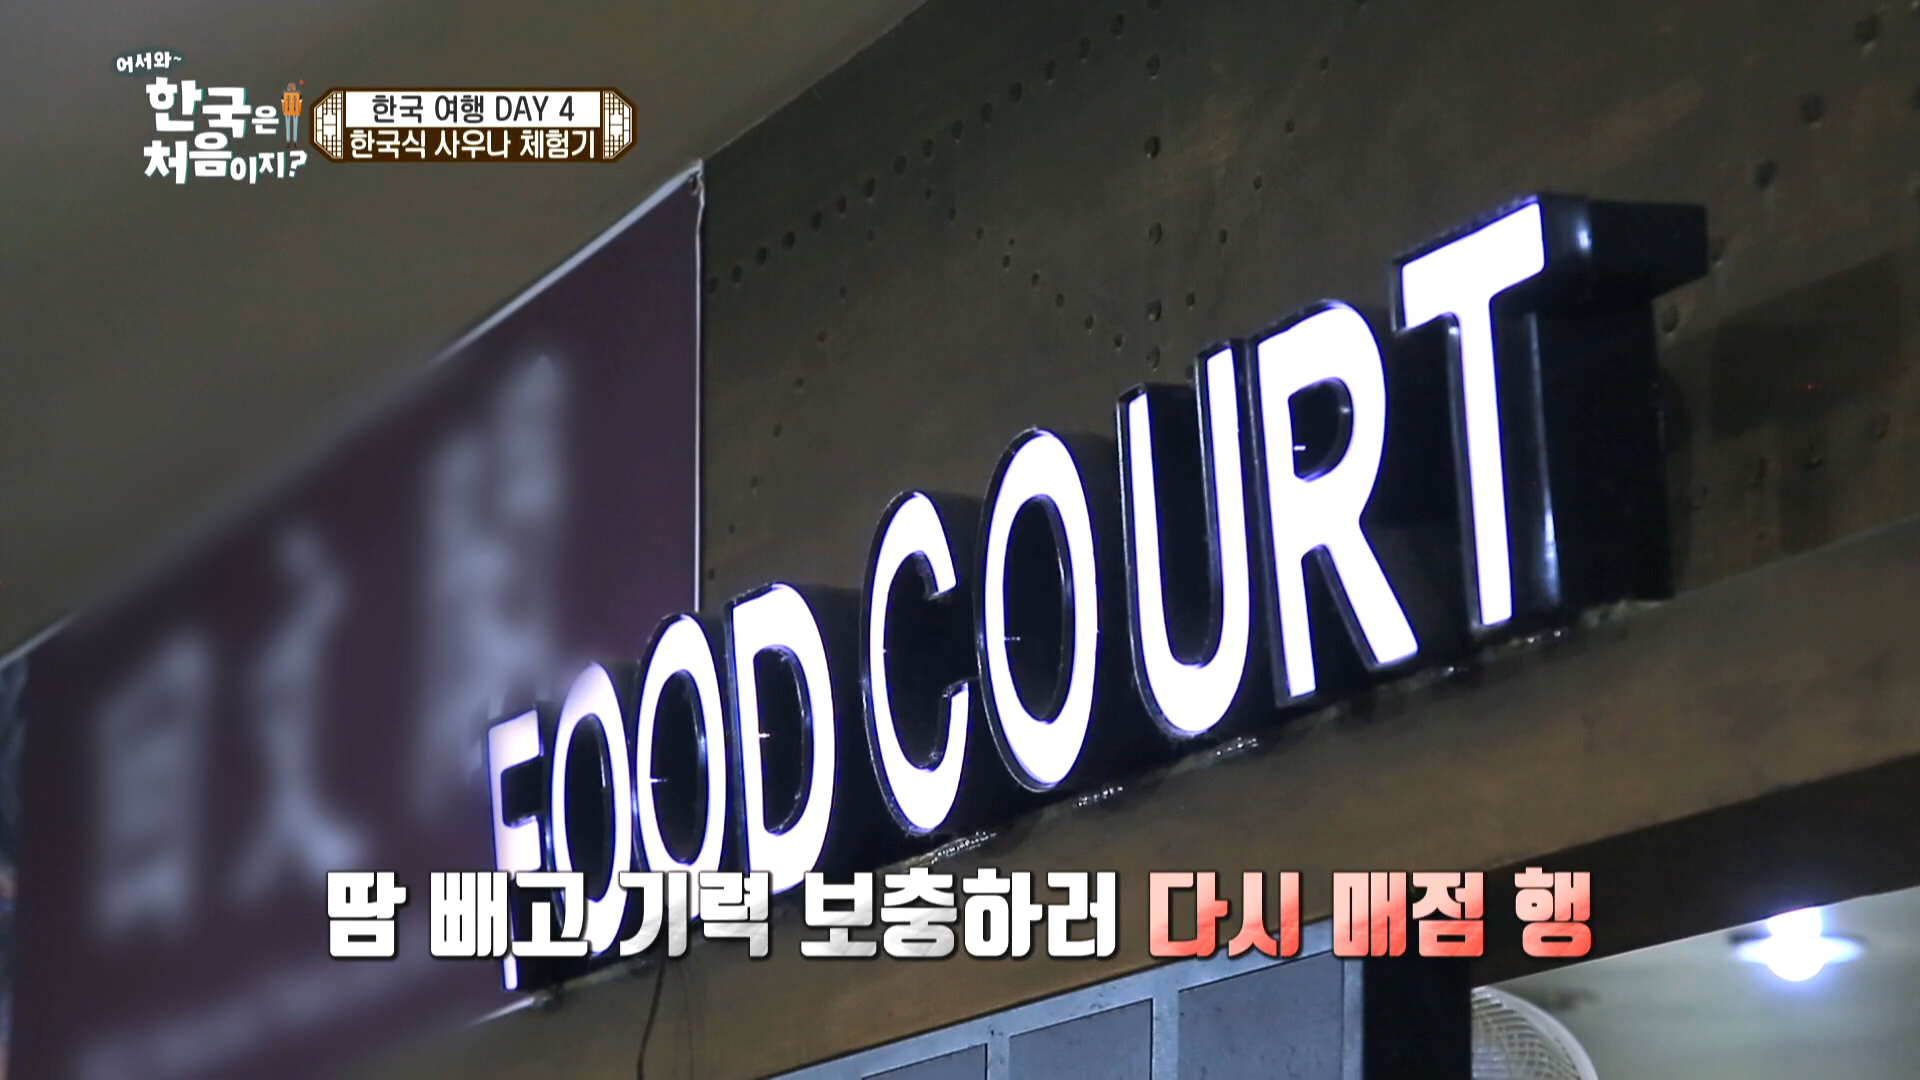 어서와~
한국은
처음이지?
한국 여행 DAY 4
한국식 사우나 체험기
FOOD COURT
땀 빼고 기력 보충하러 다시 매점 행